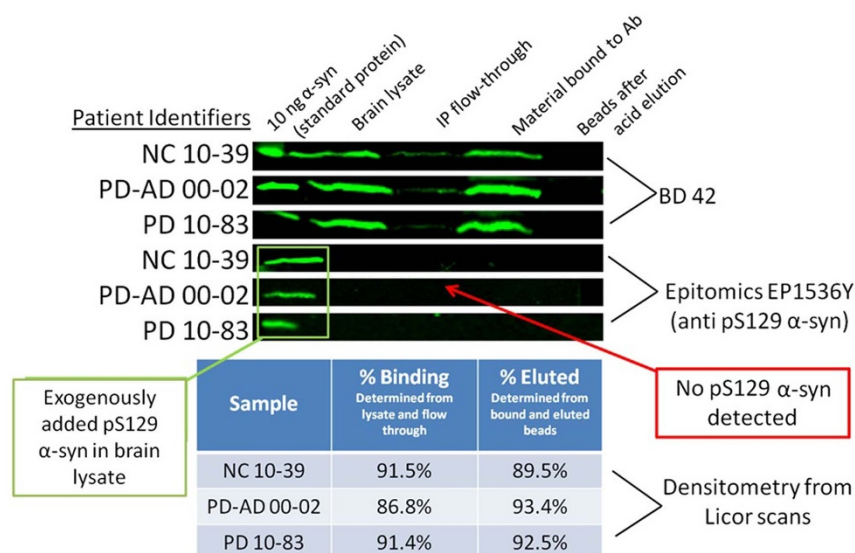 10 ng α-syn
(standard protein)
Brain lysate
IP flow-through
Material bound to Ab
Beads after
acid elution
Patient Identifiers
NC 10-39
PD-AD 00-02
PD 10-83
NC 10-39
PD-AD 00-02
PD 10-83
BD 42
Epitomics EP1536Y
(anti pS129 α-syn)
Exogenously
added pS129
α-syn in brain
lysate
No pS129 α-syn
detected
Sample
% Binding
Determined from
lysate and flow
through
% Eluted
Determined from
bound and eluted
beads
NC 10-39 91.5% 89.5%
PD-AD 00-02 86.8% 93.4%
PD 10-83 91.4% 92.5%
Densitometry from
Licor scans